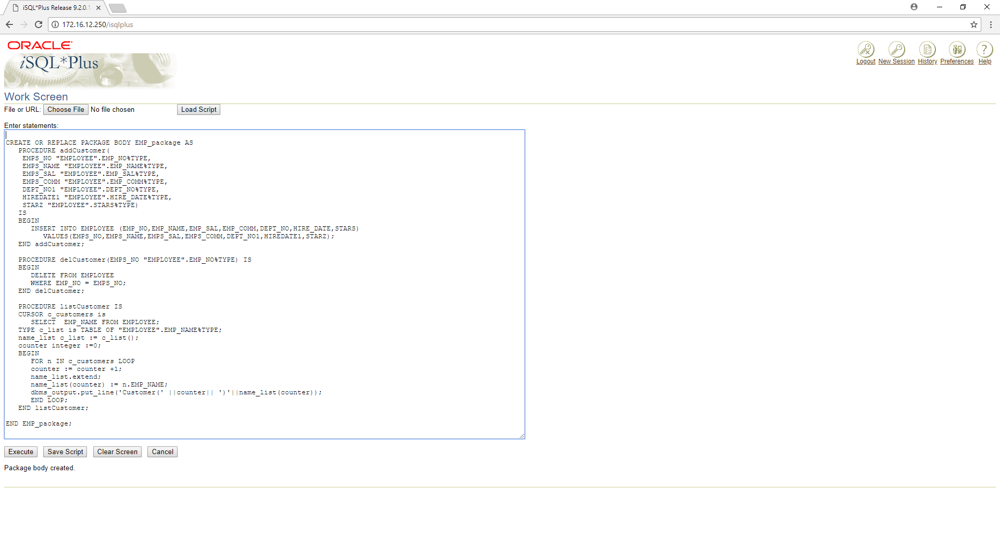 iSQL*Plus Release 9.2.0.1
172.16.12.250/isqlplus
ORACLE
iSQL*Plus
Logout New Session History Preferences Help
Work Screen
File or URL: Choose File No file chosen Load Script
Enter statements:
CREATE OR REPLACE PACKAGE BODY EMP_package AS
   PROCEDURE addCustomer(
    EMPS_NO "EMPLOYEE".EMP_NO%TYPE,
    EMPS_NAME "EMPLOYEE".EMP_NAME%TYPE,
    EMPS_SAL "EMPLOYEE".EMP_SAL%TYPE,
    EMPS_COMM "EMPLOYEE".EMP_COMM%TYPE,
    DEPT_NO1 "EMPLOYEE".DEPT_NO%TYPE,
    HIREDATE1 "EMPLOYEE".HIRE_DATE%TYPE,
    STARZ "EMPLOYEE".STARS%TYPE)
   IS
   BEGIN
      INSERT INTO EMPLOYEE (EMP_NO,EMP_NAME,EMP_SAL,EMP_COMM,DEPT_NO,HIRE_DATE,STARS)
         VALUES(EMPS_NO,EMPS_NAME,EMPS_SAL,EMPS_COMM,DEPT_NO1,HIREDATE1,STARZ);
   END addCustomer;
   PROCEDURE delCustomer(EMPS_NO "EMPLOYEE".EMP_NO%TYPE) IS
   BEGIN
      DELETE FROM EMPLOYEE
      WHERE EMP_NO = EMPS_NO;
   END delCustomer;
   PROCEDURE listCustomer IS
   CURSOR c_customers is
      SELECT  EMP_NAME FROM EMPLOYEE;
   TYPE c_list is TABLE OF "EMPLOYEE".EMP_NAME%TYPE;
   name_list c_list := c_list();
   counter integer :=0;
   BEGIN
      FOR n IN c_customers LOOP
      counter := counter +1;
      name_list.extend;
      name_list(counter) := n.EMP_NAME;
      dbms_output.put_line('Customer(' ||counter|| ')'||name_list(counter));
      END LOOP;
   END listCustomer;
END EMP_package;
Execute Save Script Clear Screen Cancel
Package body created.